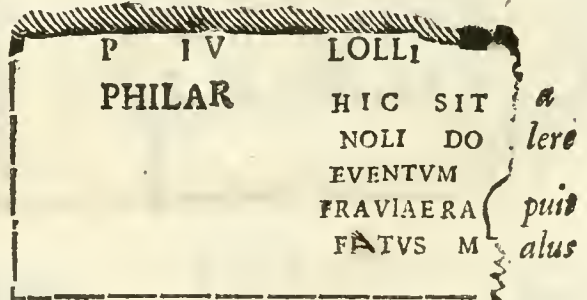 P IV LOLLI
PHILAR
HIC SIT a
NOLI DO lere
EVENTVM
FRAVIAERA puit
FATVS M alus